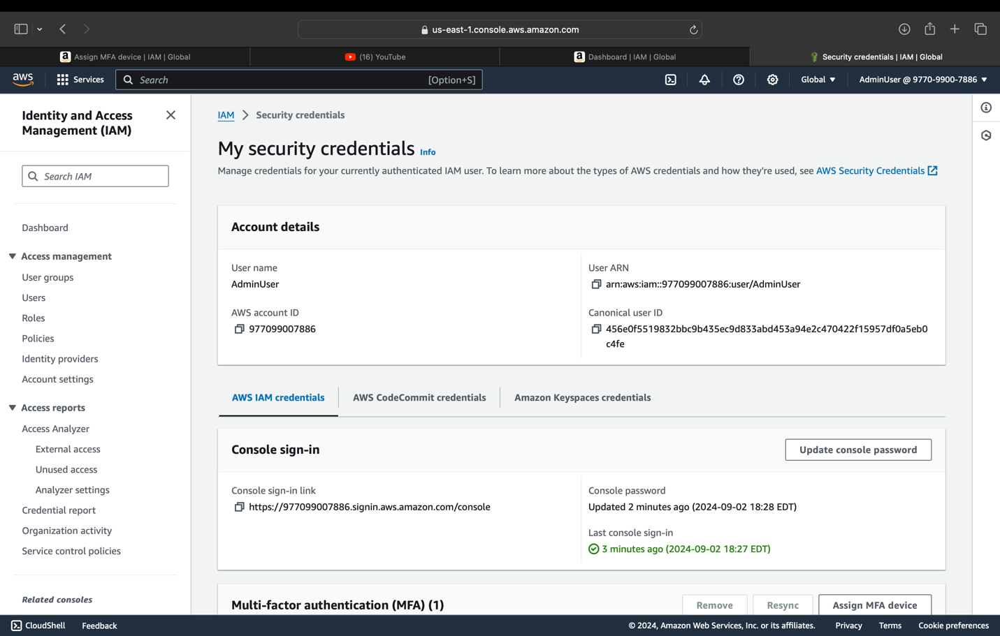 us-east-1.console.aws.amazon.com
Assign MFA device | IAM | Global
(16) YouTube
Dashboard | IAM | Global
Security credentials | IAM | Global
aws
Services
Search
[Option+S]
Global
AdminUser @ 9770-9900-7886
Identity and Access
Management (IAM)
Search IAM
Dashboard
Access management
User groups
Users
Roles
Policies
Identity providers
Account settings
Access reports
Access Analyzer
External access
Unused access
Analyzer settings
Credential report
Organization activity
Service control policies
Related consoles
IAM
Security credentials
My security credentials Info
Manage credentials for your currently authenticated IAM user. To learn more about the types of AWS credentials and how they're used, see AWS Security Credentials
Account details
User name
AdminUser
User ARN
arn:aws:iam::977099007886:user/AdminUser
AWS account ID
977099007886
Canonical user ID
456e0f5519832bbc9b435ec9d833abd453a94e2c470422f15957df0a5eb0
c4fe
AWS IAM credentials
AWS CodeCommit credentials
Amazon Keyspaces credentials
Console sign-in
Update console password
Console sign-in link
https://977099007886.signin.aws.amazon.com/console
Console password
Updated 2 minutes ago (2024-09-02 18:28 EDT)
Last console sign-in
3 minutes ago (2024-09-02 18:27 EDT)
Multi-factor authentication (MFA) (1)
Remove
Resync
Assign MFA device
CloudShell
Feedback
© 2024, Amazon Web Services, Inc. or its affiliates.
Privacy
Terms
Cookie preferences